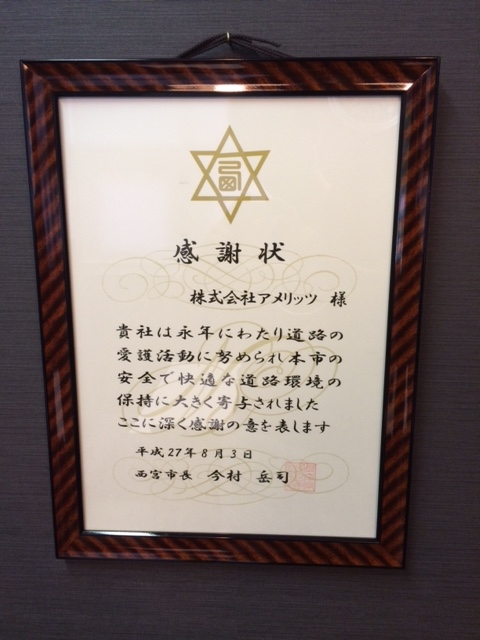 感謝状
株式会社アメリッツ 様
貴社は永年にわたり道路の
愛護活動に努められ本市の
安全で快適な道路環境の
保持に大きく寄与されました
ここに深く感謝の意を表します
平成27年8月3日
西宮市長 今村 岳司